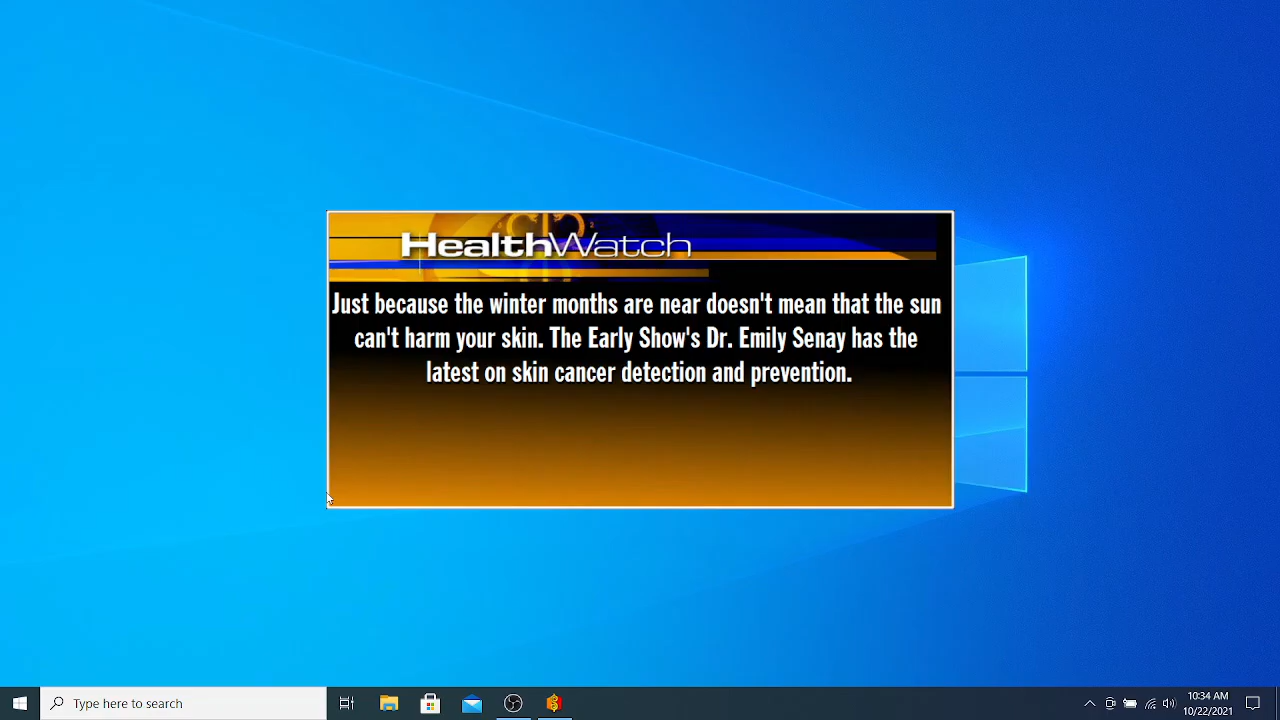 HealthWatch
Just because the winter months are near doesn't mean that the sun
can't harm your skin. The Early Show's Dr. Emily Senay has the
latest on skin cancer detection and prevention.
Type here to search
10:34 AM
10/22/2021